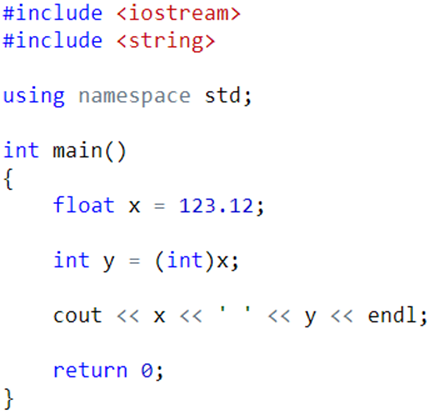 #include <iostream>
#include <string>
using namespace std;
int main()
{
    float x = 123.12;
    int y = (int)x;
    cout << x << ' ' << y << endl;
    return 0;
}